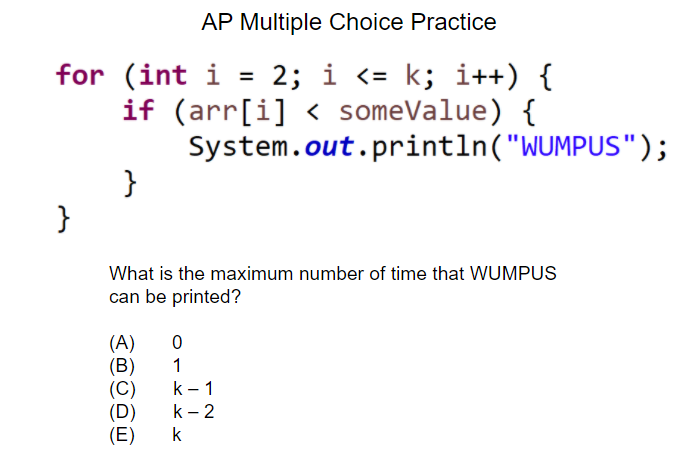 AP Multiple Choice Practice
for (int i = 2; i <= k; i++) {
if (arr[i] < someValue) {
System.out.println("WUMPUS");
}
}
What is the maximum number of time that WUMPUS
can be printed?
(A) 0
(B) 1
(C) k – 1
(D) k – 2
(E) k